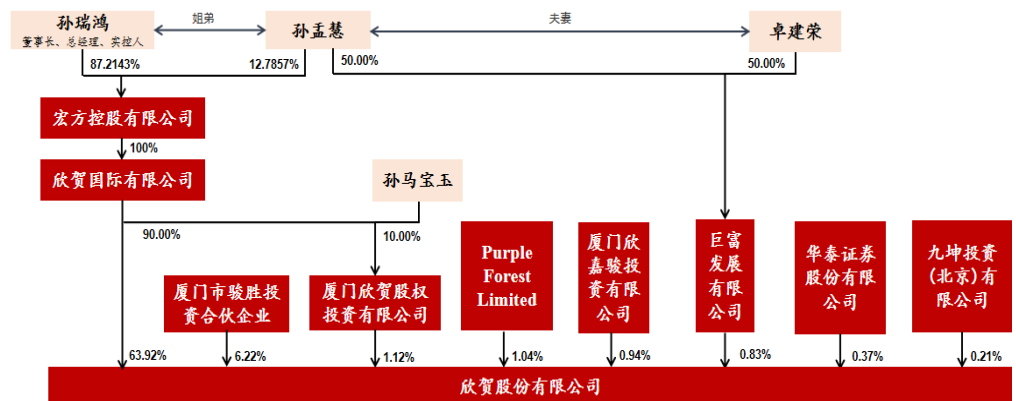 孙瑞鸿
董事长、总经理、实控人
姐弟
孙孟慧
夫妻
卓建荣
87.2143%
12.7857%
50.00%
50.00%
宏方控股有限公司
100%
欣贺国际有限公司
孙马宝玉
90.00%
10.00%
厦门市骏胜投
资合伙企业
厦门欣贺股权
投资有限公司
Purple
Forest
Limited
厦门欣
嘉骏投
资有限
公司
巨富
发展
有限
公司
华泰证券
股份有限
公司
九坤投资
(北京)有
限公司
63.92%
6.22%
1.12%
1.04%
0.94%
0.83%
0.37%
0.21%
欣贺股份有限公司